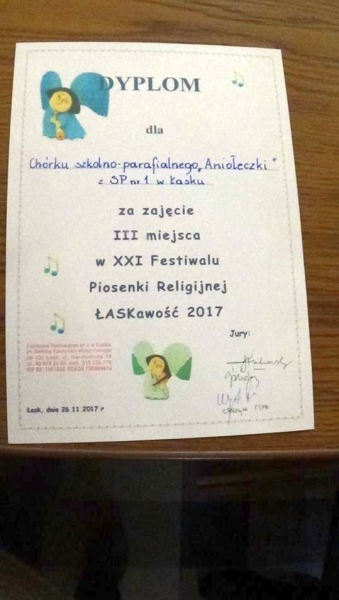 DYPLOM
dla
Chórku szkolno-parafialnego „Aniołeczki"
z SP nr 1 w Łasku
za zajęcie
III miejsca
w XXI Festiwalu
Piosenki Religijnej
ŁASKawość 2017
Jury:
Łask, dnia 26.11.2017 r